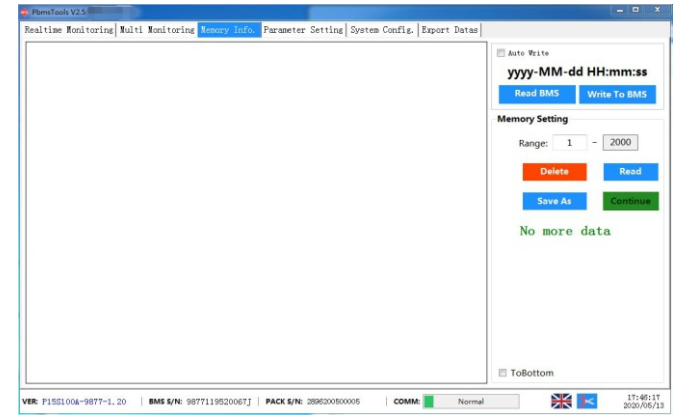 PbmsTools V2.5
Realtime Monitoring Multi Monitoring Memory Info. Parameter Setting System Config. Export Datas
Auto Write
yyyy-MM-dd HH:mm:ss
Read BMS Write To BMS
Memory Setting
Range: 1 - 2000
Delete Read
Save As Continue
No more data
ToBottom
VER: P15S100A-9877-1.20 BMS S/N: 9877119520067J PACK S/N: 2896200500005 COMM: Normal
17:46:17
2020/05/13